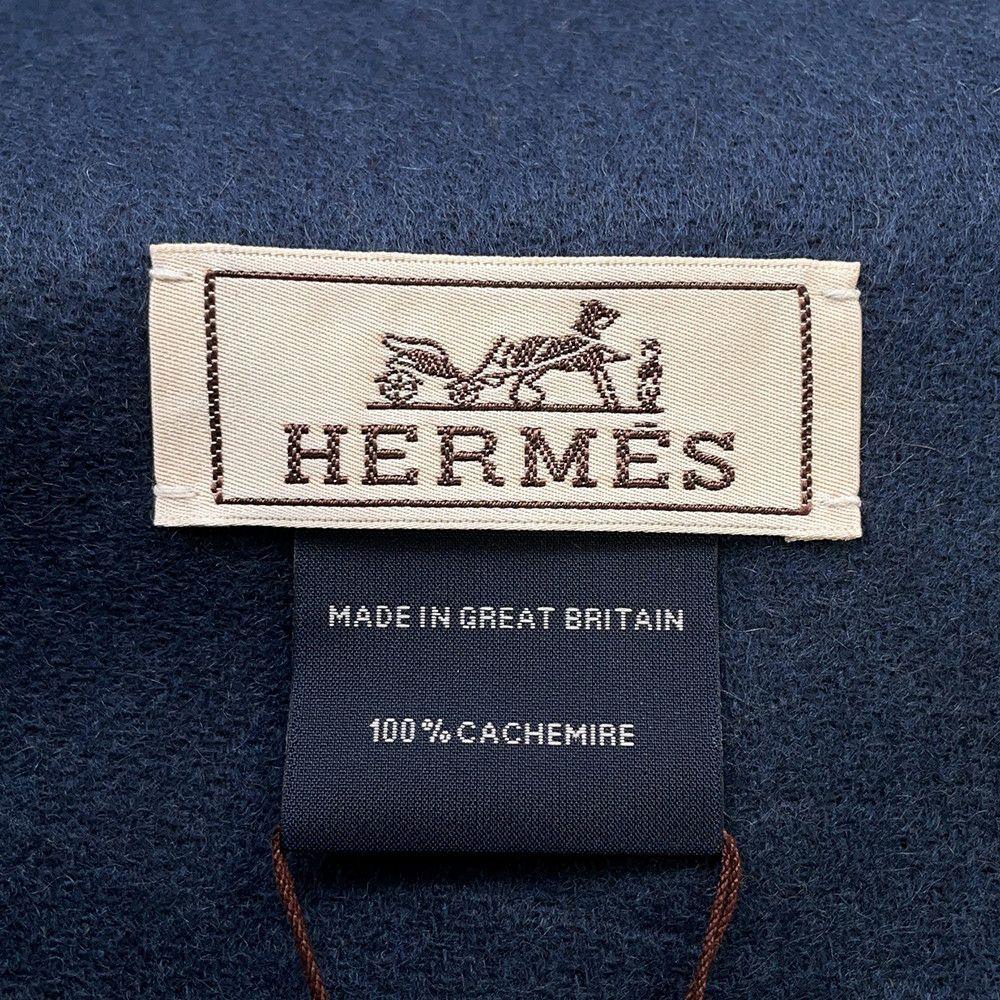 HERMÈS
MADE IN GREAT BRITAIN
100% CACHEMIRE